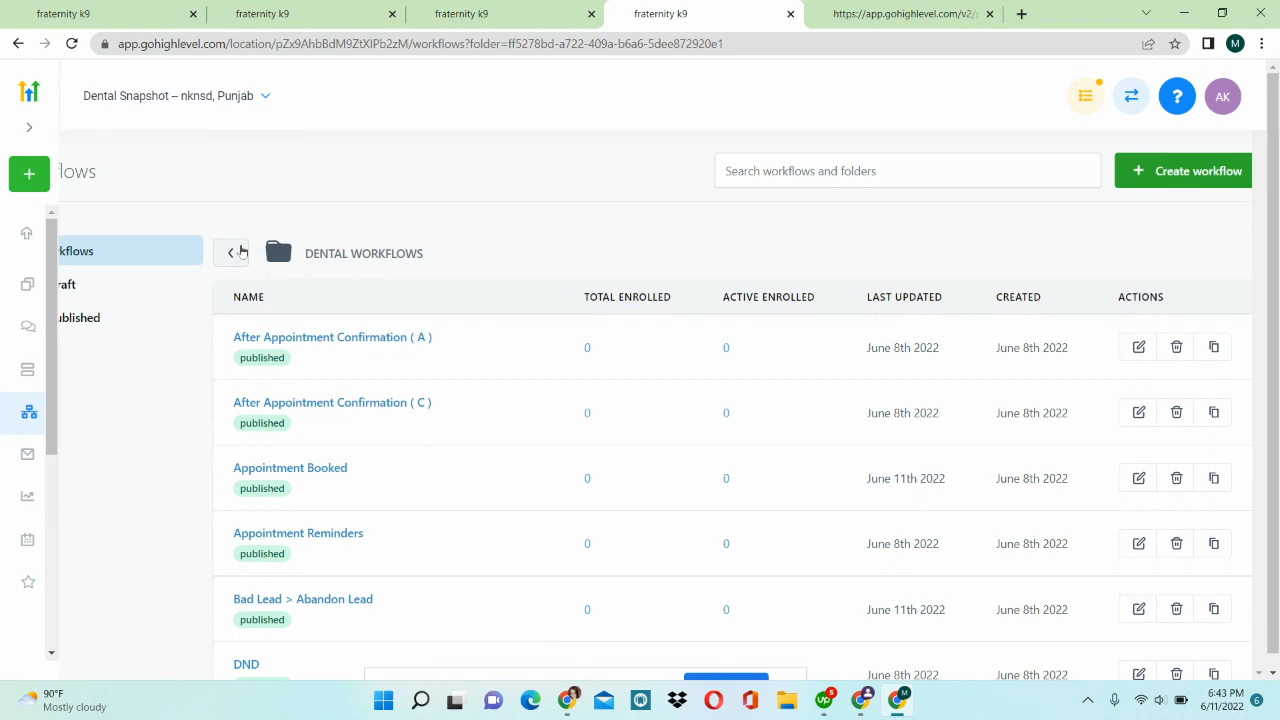 fraternity k9
fraternity k9
fraternity k9
fraternity k9
https://app.gohighlevel.com/v2/
app.gohighlevel.com/location/pZx9AhbBdM9ZtXIPb2zM/workflows?folder=ff5278bd-a722-409a-b6a6-5dee872920e1
M
Dental Snapshot -- nknsd, Punjab
?
AK
flows
Search workflows and folders
+ Create workflow
kflows
raft
ublished
DENTAL WORKFLOWS
NAME TOTAL ENROLLED ACTIVE ENROLLED LAST UPDATED CREATED ACTIONS
After Appointment Confirmation ( A )
published
0 0 June 8th 2022 June 8th 2022
After Appointment Confirmation ( C )
published
0 0 June 8th 2022 June 8th 2022
Appointment Booked
published
0 0 June 11th 2022 June 8th 2022
Appointment Reminders
published
0 0 June 8th 2022 June 8th 2022
Bad Lead > Abandon Lead
published
0 0 June 11th 2022 June 8th 2022
DND
June 8th 2022 June 8th 2022
90°F
Mostly cloudy
up
5
M
6:43 PM
6/11/2022
6